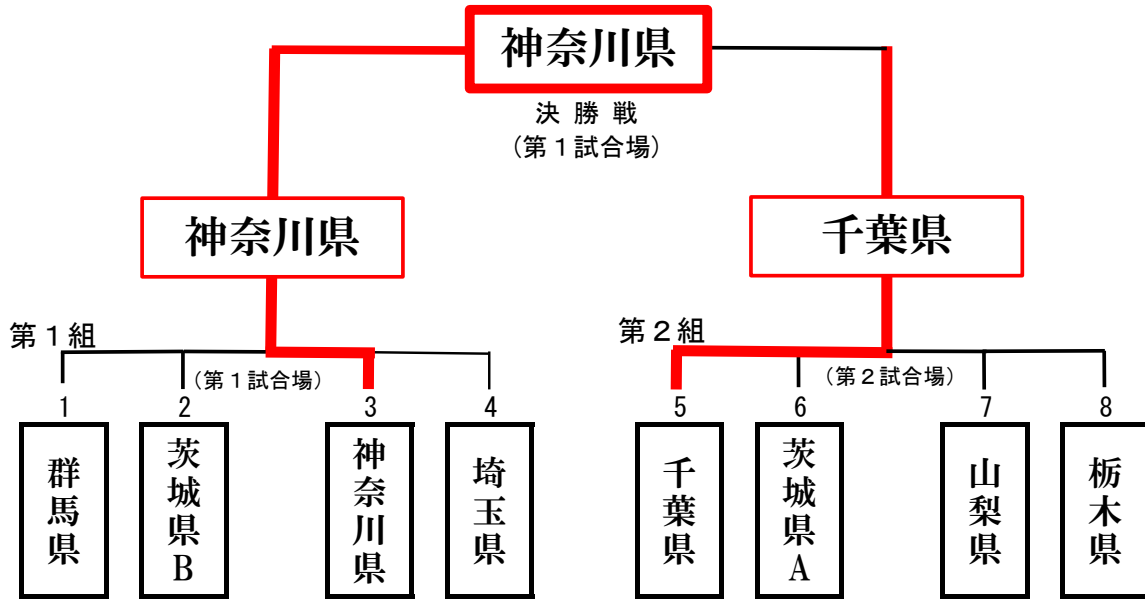 神奈川県
決勝戦
(第1試合場)
神奈川県
千葉県
第1組
第2組
(第1試合場)
(第2試合場)
1
2
3
4
5
6
7
8
群馬県
茨城県B
神奈川県
埼玉県
千葉県
茨城県A
山梨県
栃木県